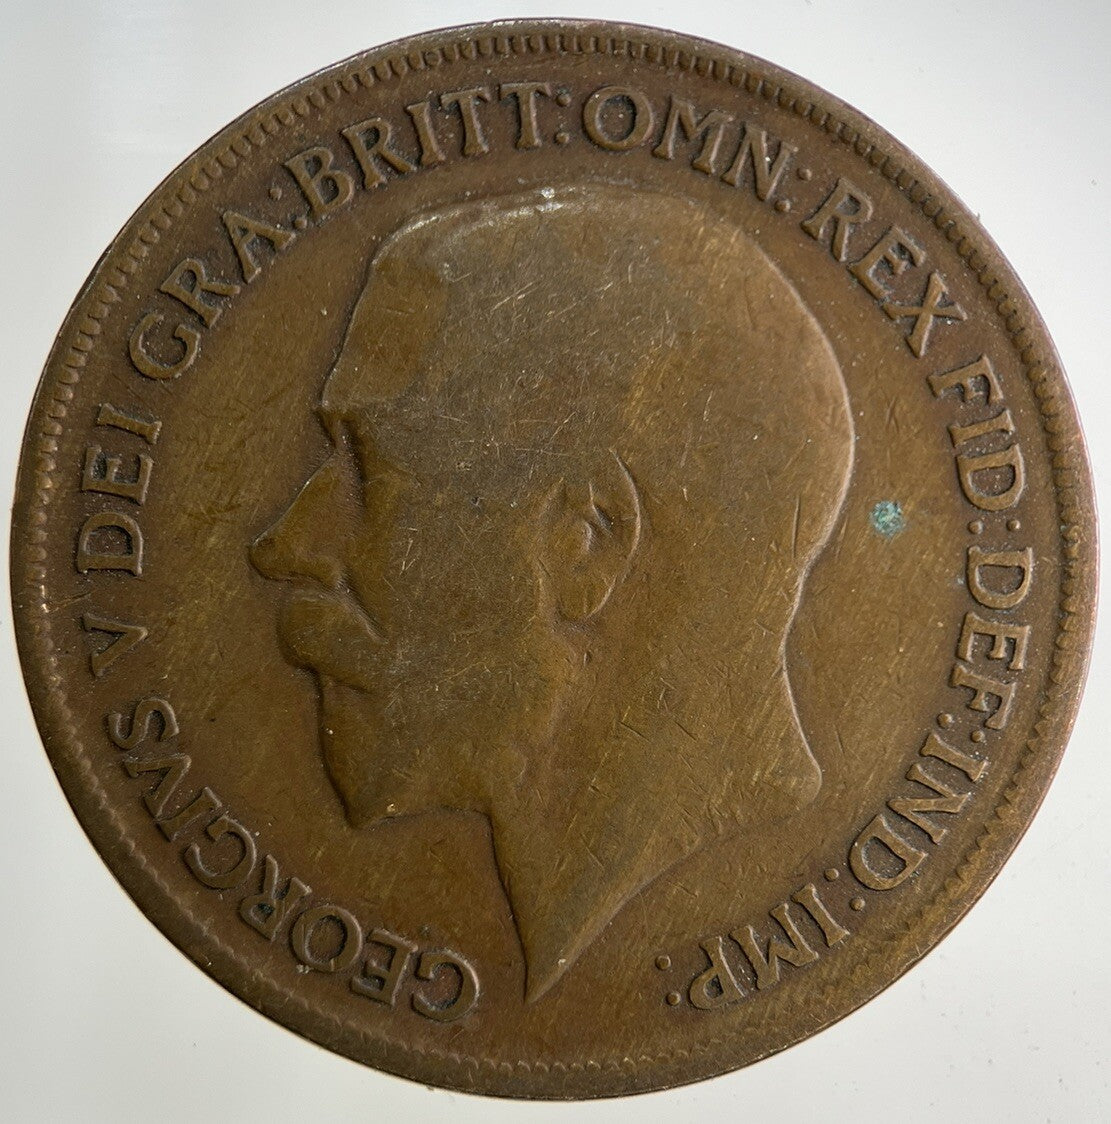 GEORGIVS V DEI GRA: BRITT: OMN: REX FID: DEF: IND: IMP: